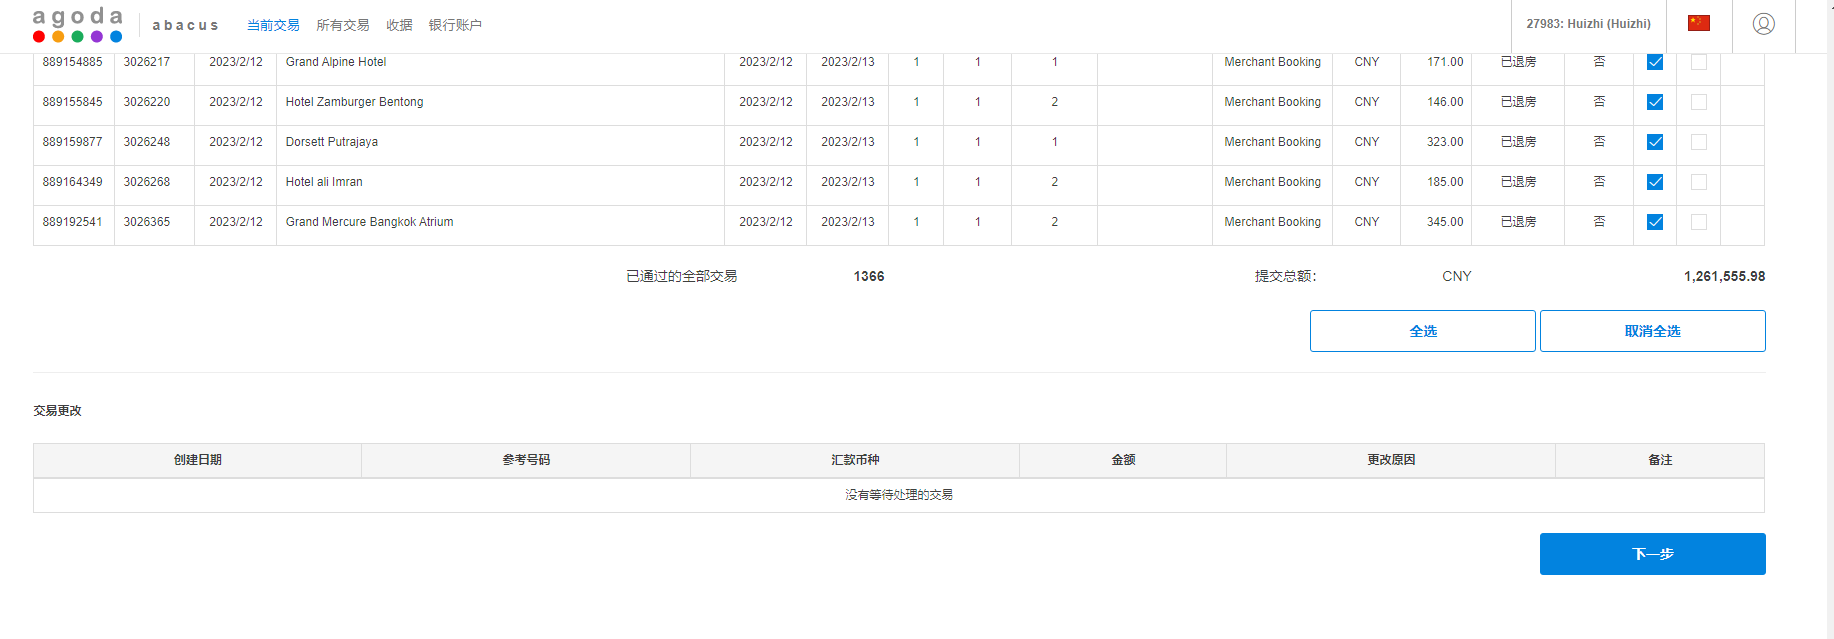 agoda abacus 当前交易 所有交易 收据 银行账户 27983: Huizhi (Huizhi)
889154885 3026217 2023/2/12 Grand Alpine Hotel 2023/2/12 2023/2/13 1 1 1 Merchant Booking CNY 171.00 已退房 否
889155845 3026220 2023/2/12 Hotel Zamburger Bentong 2023/2/12 2023/2/13 1 1 2 Merchant Booking CNY 146.00 已退房 否
889159877 3026248 2023/2/12 Dorsett Putrajaya 2023/2/12 2023/2/13 1 1 1 Merchant Booking CNY 323.00 已退房 否
889164349 3026268 2023/2/12 Hotel ali Imran 2023/2/12 2023/2/13 1 1 2 Merchant Booking CNY 185.00 已退房 否
889192541 3026365 2023/2/12 Grand Mercure Bangkok Atrium 2023/2/12 2023/2/13 1 1 2 Merchant Booking CNY 345.00 已退房 否
已通过的全部交易 1366 提交总额： CNY 1,261,555.98
全选 取消全选
交易更改
创建日期 参考号码 汇款币种 金额 更改原因 备注
没有等待处理的交易
下一步